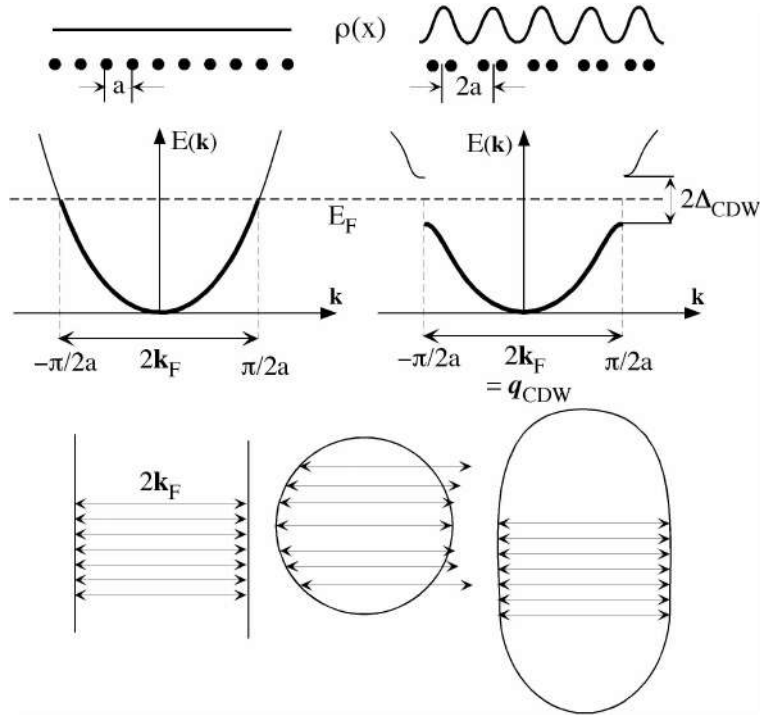 ρ(x)
a
2a
E(k)
E(k)
2Δ_CDW
E_F
k
k
−π/2a
2k_F
π/2a
−π/2a
2k_F
π/2a
= q_CDW
2k_F